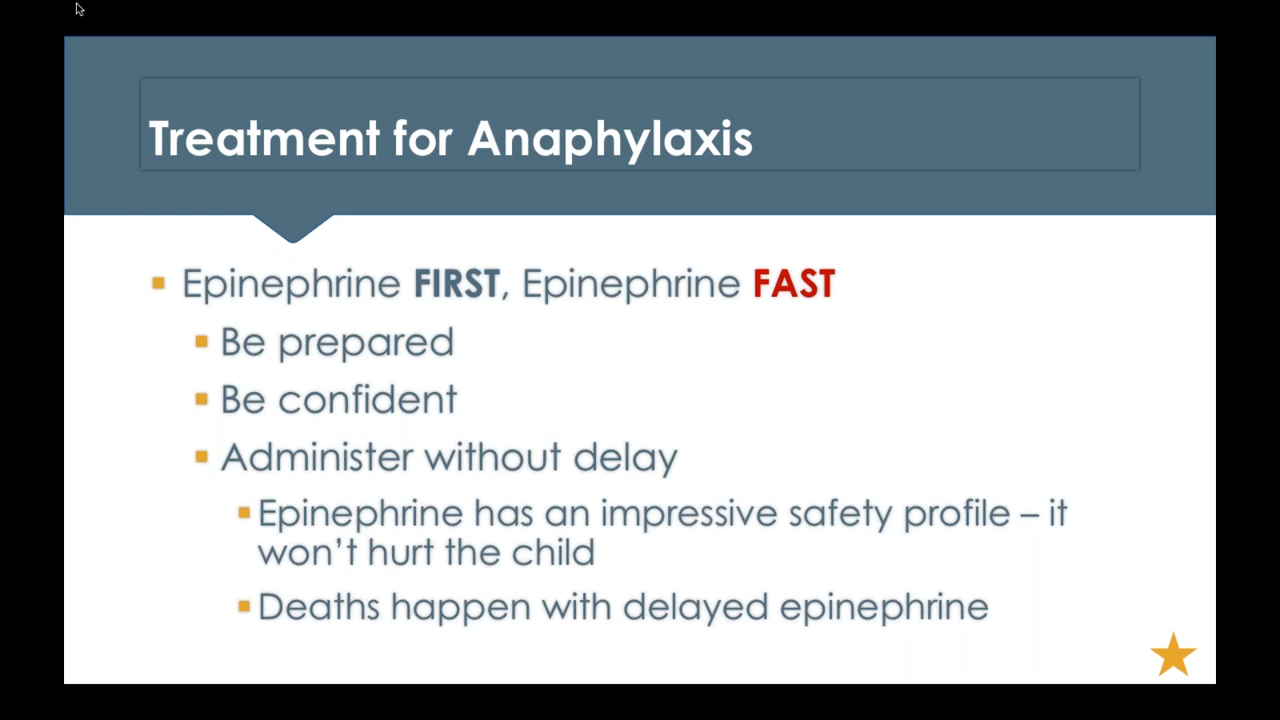 Treatment for Anaphylaxis
Epinephrine FIRST, Epinephrine FAST
Be prepared
Be confident
Administer without delay
Epinephrine has an impressive safety profile – it
won’t hurt the child
Deaths happen with delayed epinephrine